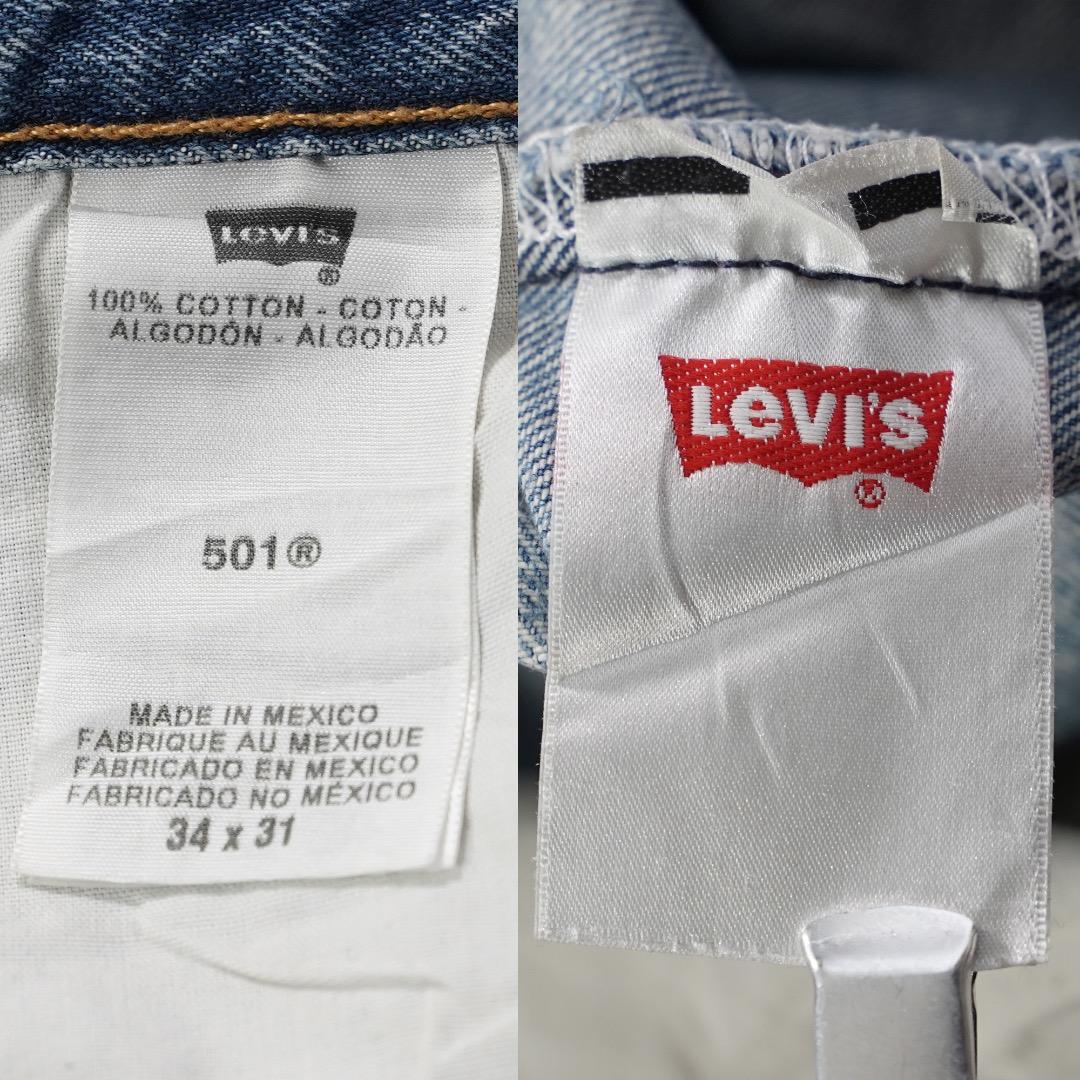 Levi's
®
100% COTTON - COTON -
ALGODÓN - ALGODÃO
501®
MADE IN MEXICO
FABRIQUE AU MEXIQUE
FABRICADO EN MEXICO
FABRICADO NO MÉXICO
34 x 31
Levi's
®